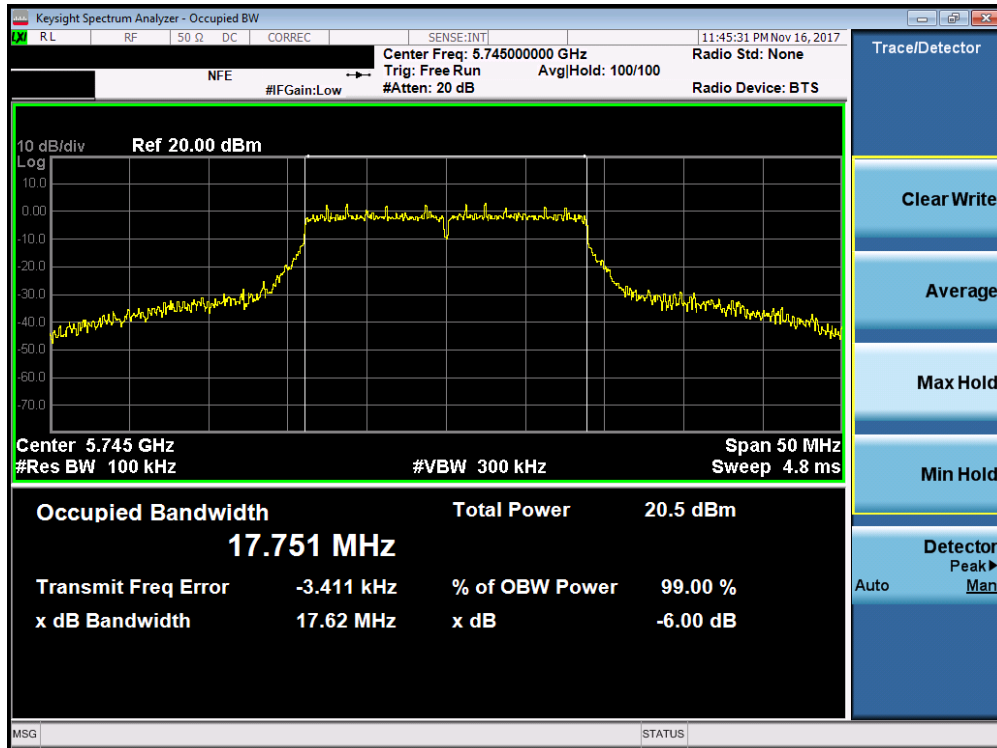 Keysight Spectrum Analyzer - Occupied BW
LXI RL RF 50 Ω DC CORREC SENSE:INT 11:45:31 PM Nov 16, 2017
Center Freq: 5.745000000 GHz Radio Std: None
NFE Trig: Free Run Avg|Hold: 100/100
#IFGain:Low #Atten: 20 dB Radio Device: BTS
10 dB/div Ref 20.00 dBm
Log
10.0
0.00
-10.0
-20.0
-30.0
-40.0
-50.0
-60.0
-70.0
Center 5.745 GHz Span 50 MHz
#Res BW 100 kHz #VBW 300 kHz Sweep 4.8 ms
Occupied Bandwidth Total Power 20.5 dBm
17.751 MHz
Transmit Freq Error -3.411 kHz % of OBW Power 99.00 %
x dB Bandwidth 17.62 MHz x dB -6.00 dB
MSG STATUS
Trace/Detector
Clear Write
Average
Max Hold
Min Hold
Detector
Peak▶
Auto Man